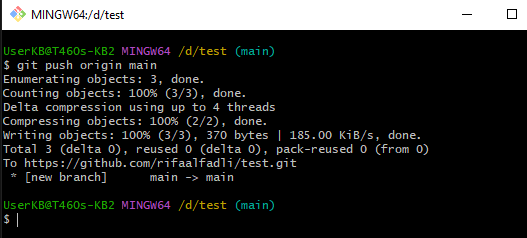 MINGW64:/d/test
UserKB@T460s-KB2 MINGW64 /d/test (main)
$ git push origin main
Enumerating objects: 3, done.
Counting objects: 100% (3/3), done.
Delta compression using up to 4 threads
Compressing objects: 100% (2/2), done.
Writing objects: 100% (3/3), 370 bytes | 185.00 KiB/s, done.
Total 3 (delta 0), reused 0 (delta 0), pack-reused 0 (from 0)
To https://github.com/rifaalfadli/test.git
 * [new branch]      main -> main
UserKB@T460s-KB2 MINGW64 /d/test (main)
$